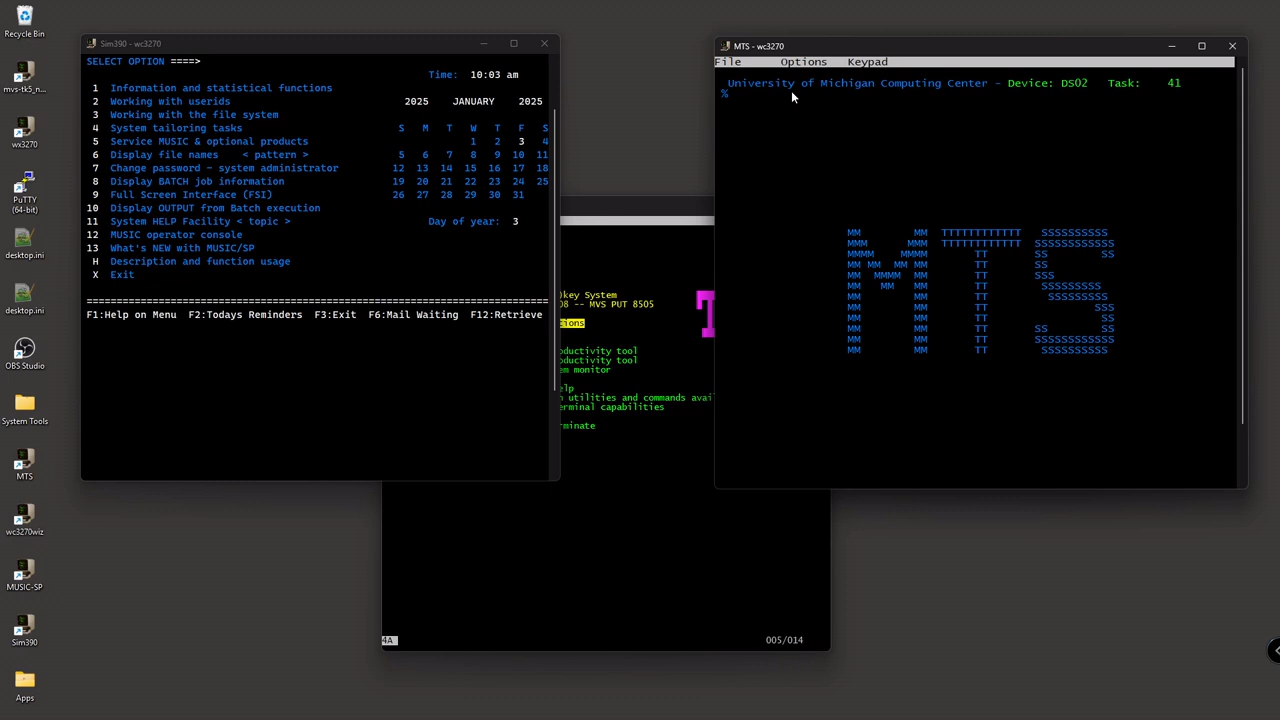 Recycle Bin
mvs-tk5_n...
wx3270
PuTTY
(64-bit)
desktop.ini
desktop.ini
OBS Studio
System Tools
MTS
wc3270wiz
MUSIC-SP
Sim390
Apps
Sim390 - wc3270
SELECT OPTION ====>
Time: 10:03 am
1 Information and statistical functions
2 Working with userids 2025 JANUARY 2025
3 Working with the file system
4 System tailoring tasks S M T W T F S
5 Service MUSIC & optional products 1 2 3 4
6 Display file names < pattern > 5 6 7 8 9 10 11
7 Change password - system administrator 12 13 14 15 16 17 18
8 Display BATCH job information 19 20 21 22 23 24 25
9 Full Screen Interface (FSI) 26 27 28 29 30 31
10 Display OUTPUT from Batch execution
11 System HELP Facility < topic > Day of year: 3
12 MUSIC operator console
13 What's NEW with MUSIC/SP
H Description and function usage
X Exit
================================================================================
F1:Help on Menu F2:Todays Reminders F3:Exit F6:Mail Waiting F12:Retrieve
)key System
08 -- MVS PUT 8505
tions
oductivity tool
oductivity tool
em monitor
elp
n utilities and commands avai
erminal capabilities
rminate
4A
005/014
MTS - wc3270
File Options Keypad
University of Michigan Computing Center - Device: DS02 Task: 41
%
MM MM TTTTTTTTTTTT SSSSSSSSSS
MMM MMM TTTTTTTTTTTT SSSSSSSSSSSS
MMMM MMMM TT SS SS
MM MM MM MM TT SS
MM MMMM MM TT SSS
MM MM MM TT SSSSSSSSS
MM MM TT SSSSSSSSS
MM MM TT SSS
MM MM TT SS
MM MM TT SS SS
MM MM TT SSSSSSSSSSSS
MM MM TT SSSSSSSSSS